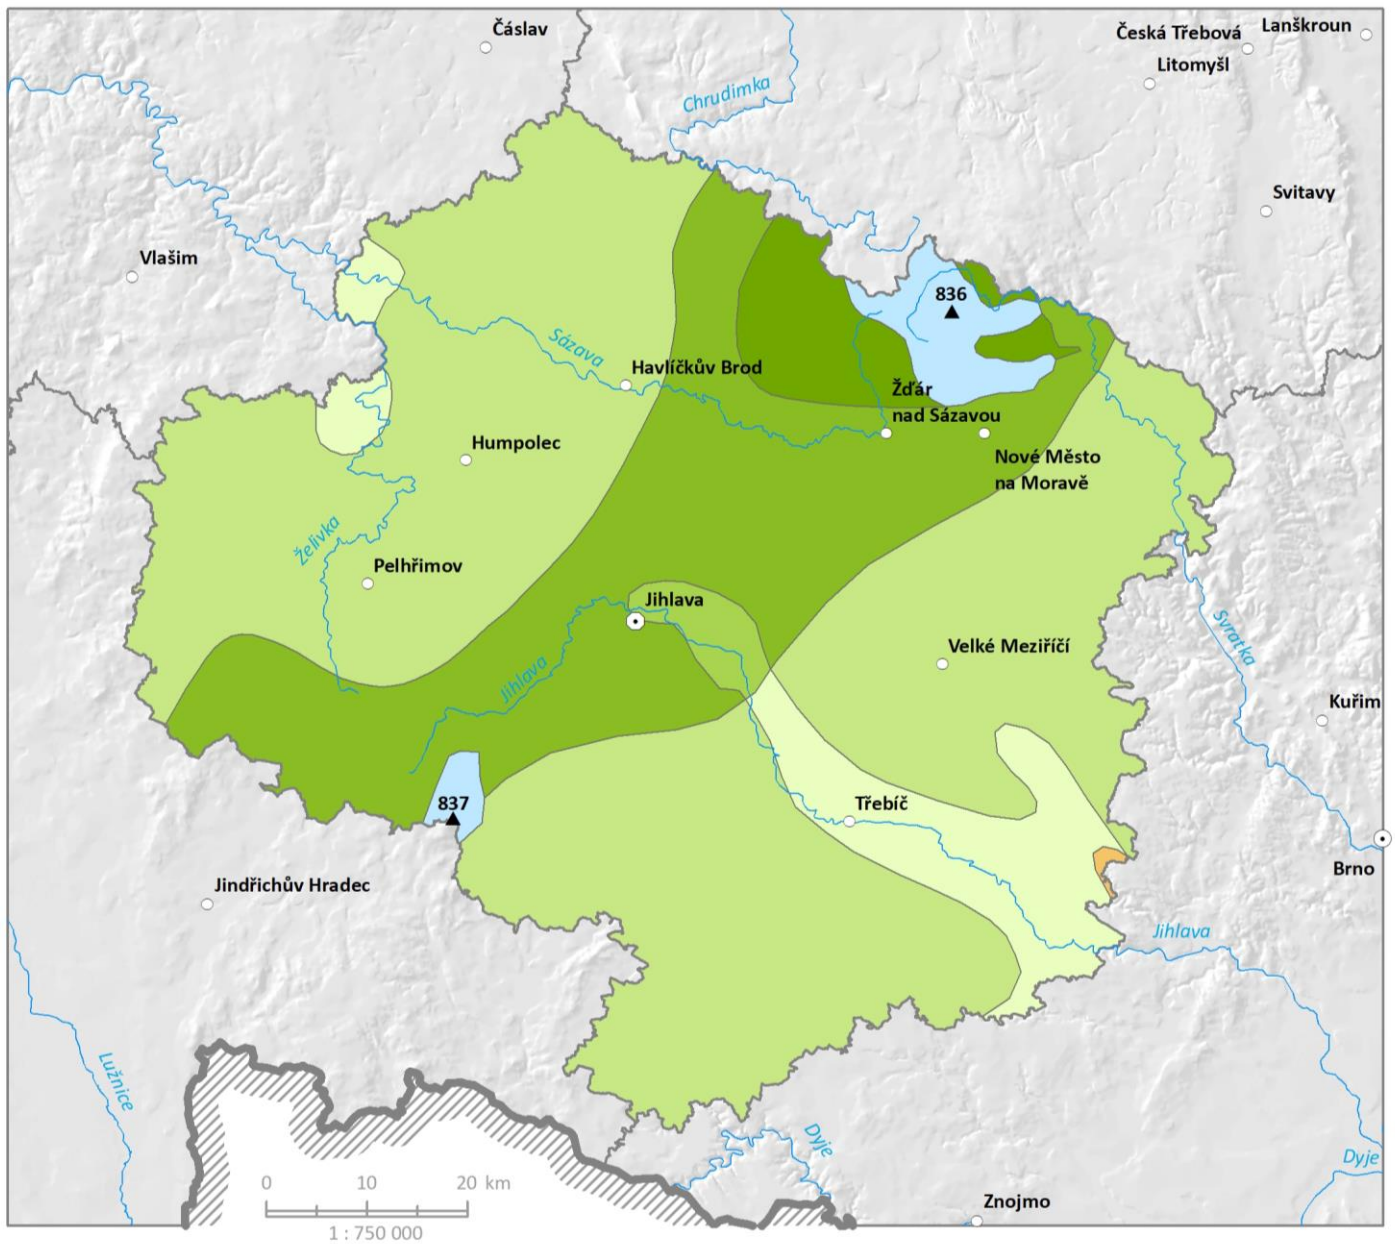 Čáslav
Česká Třebová
Lanškroun
Litomyšl
Chrudimka
Svitavy
Vlašim
836
Sázava
Havlíčkův Brod
Žďár
nad Sázavou
Humpolec
Nové Město
na Moravě
Želivka
Pelhřimov
Jihlava
Svratka
Velké Meziříčí
Jihlava
Kuřim
837
Třebíč
Brno
Jindřichův Hradec
Jihlava
Lužnice
Dyje
Dyje
0 10 20 km
1 : 750 000
Znojmo